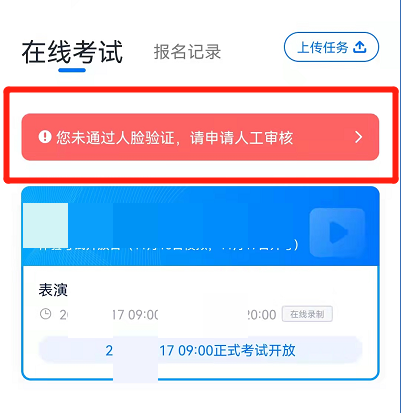 在线考试 报名记录 上传任务
您未通过人脸验证，请申请人工审核
表演
17 09:00 20:00 在线录制
17 09:00正式考试开放